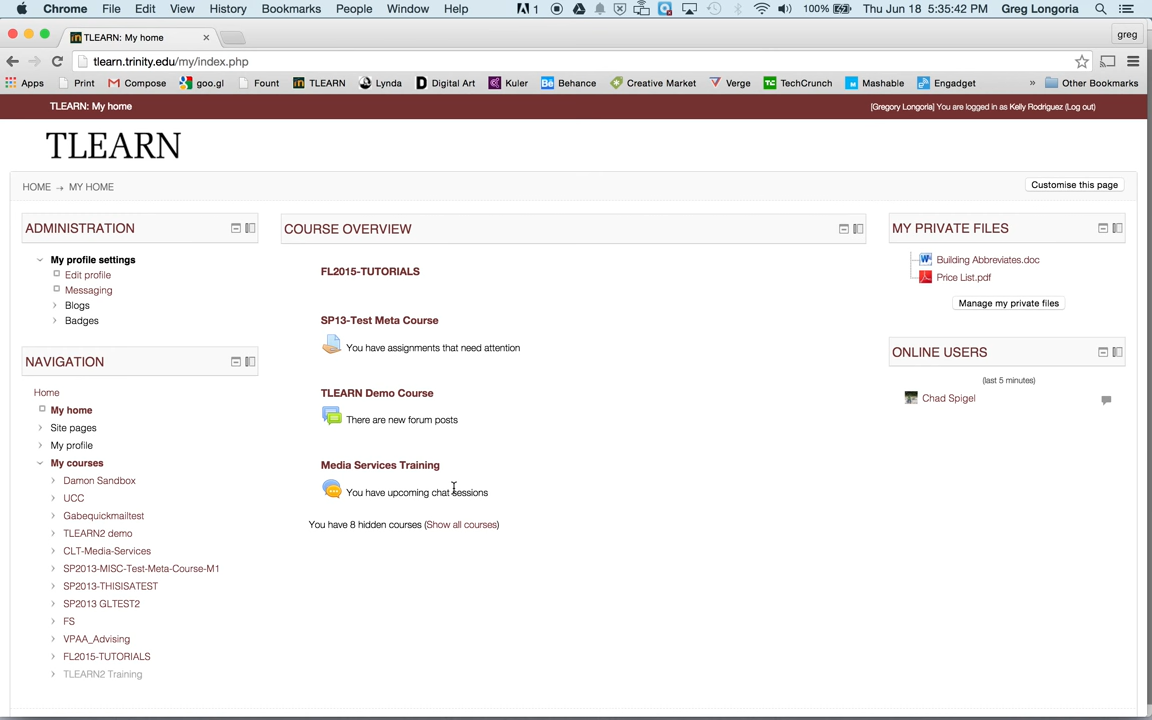 Chrome File Edit View History Bookmarks People Window Help 1 100% Thu Jun 18 5:35:42 PM Greg Longoria
TLEARN: My home greg
tlearn.trinity.edu/my/index.php
Apps Print Compose goo.gl Fount TLEARN Lynda Digital Art Kuler Behance Creative Market Verge TechCrunch Mashable Engadget » Other Bookmarks
TLEARN: My home [Gregory Longoria] You are logged in as Kelly Rodriguez (Log out)
TLEARN
HOME → MY HOME Customise this page
ADMINISTRATION
My profile settings
Edit profile
Messaging
Blogs
Badges
NAVIGATION
Home
My home
Site pages
My profile
My courses
Damon Sandbox
UCC
Gabequickmailtest
TLEARN2 demo
CLT-Media-Services
SP2013-MISC-Test-Meta-Course-M1
SP2013-THISISATEST
SP2013 GLTEST2
FS
VPAA_Advising
FL2015-TUTORIALS
TLEARN2 Training
COURSE OVERVIEW
FL2015-TUTORIALS
SP13-Test Meta Course
You have assignments that need attention
TLEARN Demo Course
There are new forum posts
Media Services Training
You have upcoming chat sessions
You have 8 hidden courses (Show all courses)
MY PRIVATE FILES
Building Abbreviates.doc
Price List.pdf
Manage my private files
ONLINE USERS
(last 5 minutes)
Chad Spigel